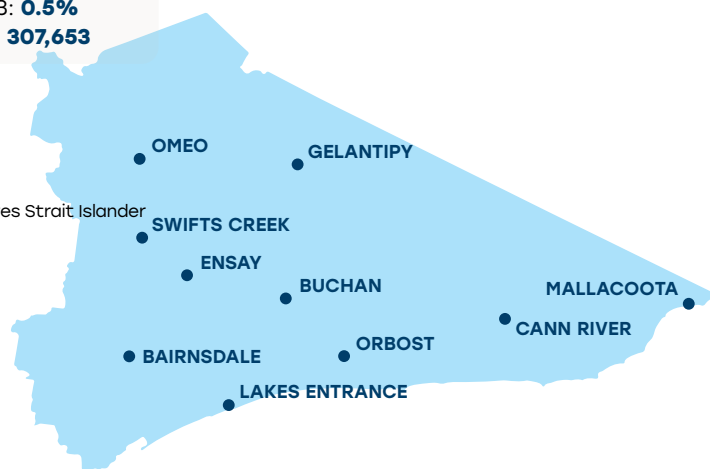 3: 0.5%
307,653
OMEO
GELANTIPY
es Strait Islander
SWIFTS CREEK
ENSAY
BUCHAN
MALLACOOTA
CANN RIVER
ORBOST
BAIRNSDALE
LAKES ENTRANCE